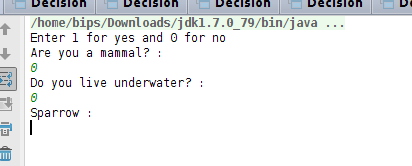 Decision Decision Decision Decision Decision
/home/bips/Downloads/jdk1.7.0_79/bin/java ...
Enter 1 for yes and 0 for no
Are you a mammal? :
0
Do you live underwater? :
0
Sparrow :